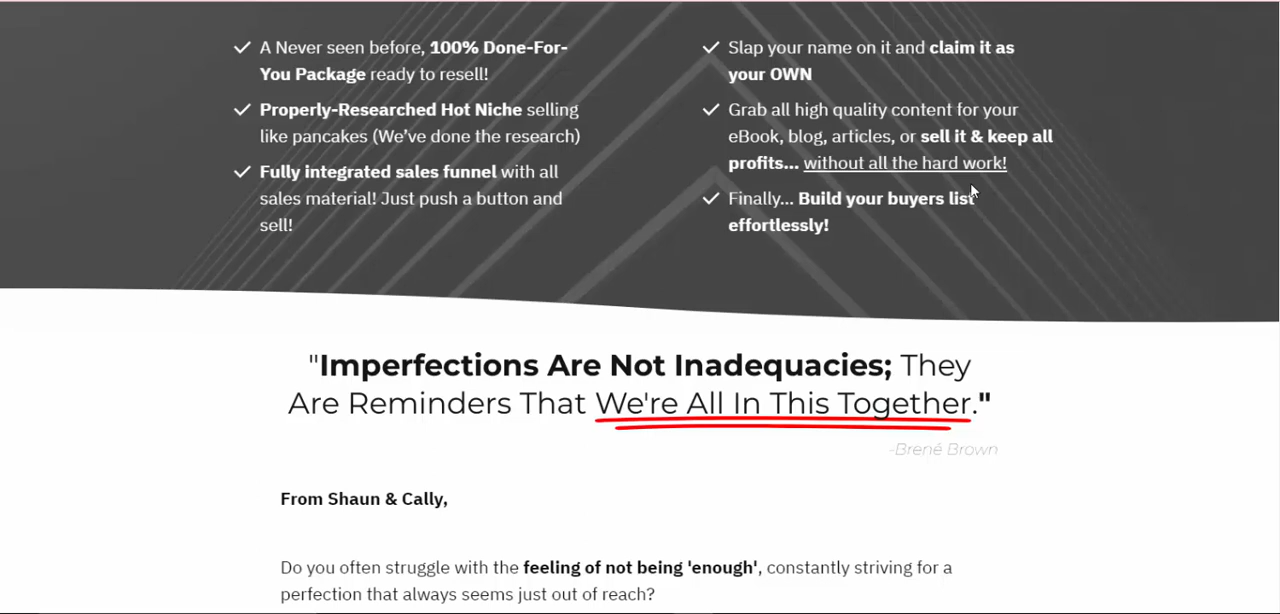 A Never seen before, 100% Done-For-
You Package ready to resell!
Properly-Researched Hot Niche selling
like pancakes (We've done the research)
Fully integrated sales funnel with all
sales material! Just push a button and
sell!
Slap your name on it and claim it as
your OWN
Grab all high quality content for your
eBook, blog, articles, or sell it & keep all
profits... without all the hard work!
Finally... Build your buyers list
effortlessly!
"Imperfections Are Not Inadequacies; They
Are Reminders That We're All In This Together."
-Brené Brown
From Shaun & Cally,
Do you often struggle with the feeling of not being 'enough', constantly striving for a
perfection that always seems just out of reach?